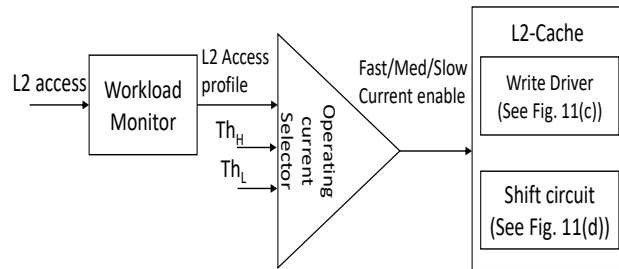 L2 access
Workload
Monitor
L2 Access
profile
Th_H
Th_L
Operating
current
Selector
Fast/Med/Slow
Current enable
L2-Cache
Write Driver
(See Fig. 11(c))
Shift circuit
(See Fig. 11(d))